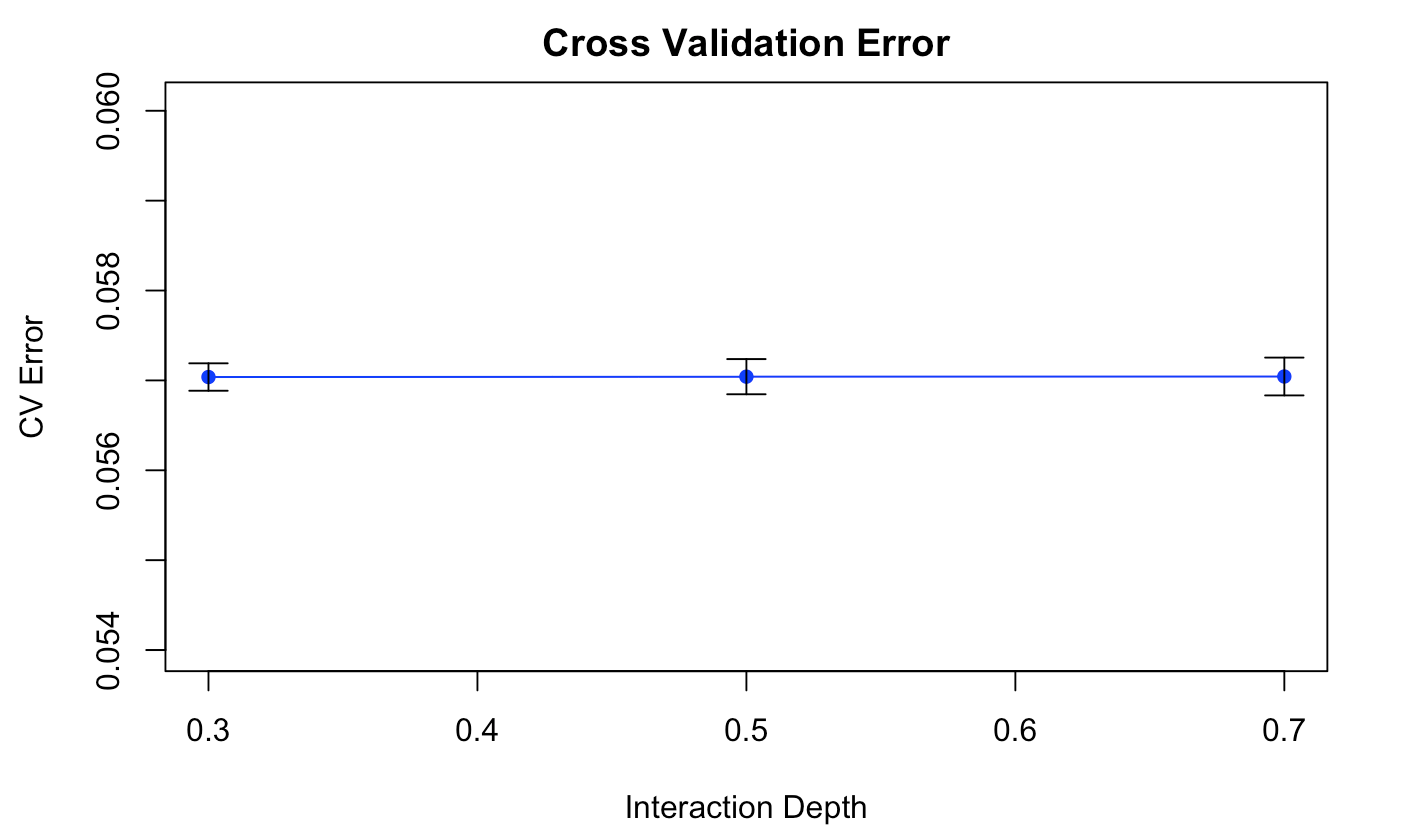 Cross Validation Error
0.060
0.058
0.056
0.054
CV Error
0.3 0.4 0.5 0.6 0.7
Interaction Depth